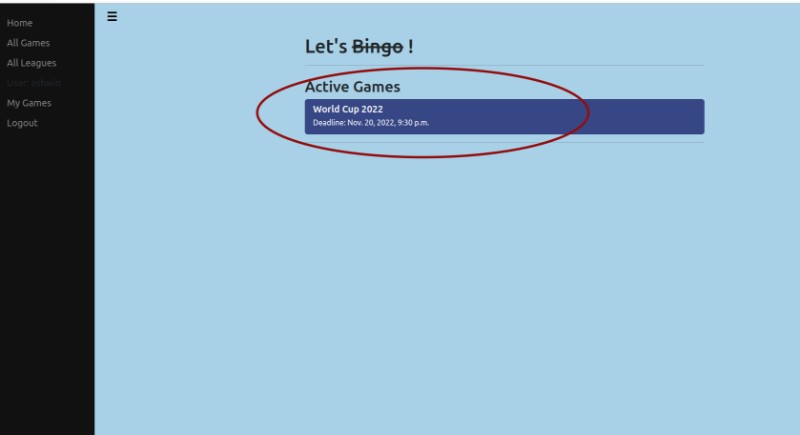 Home
All Games
All Leagues
User: ashwin
My Games
Logout
Let's Bingo !
Active Games
World Cup 2022
Deadline: Nov. 20, 2022, 9:30 p.m.